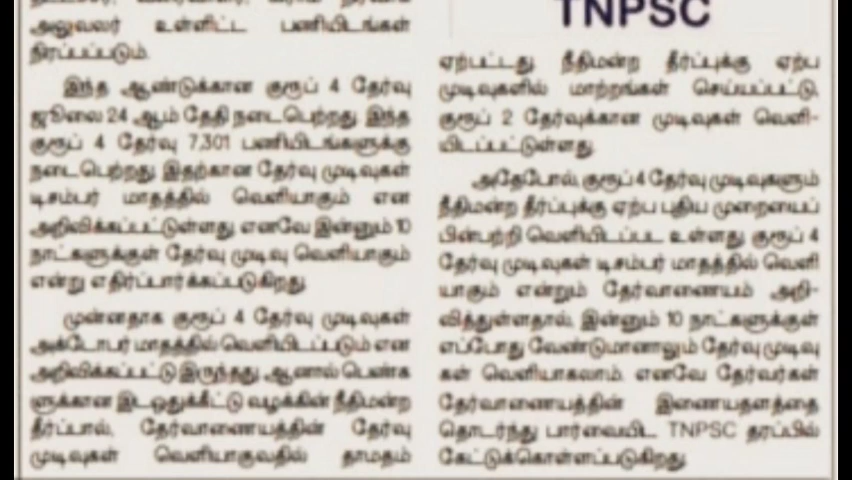 அலுவலர் உள்ளிட்ட பணியிடங்கள்
நிரப்பப்படும்.
இந்த ஆண்டுக்கான குரூப் 4 தேர்வு
ஜூலை 24 ஆம் தேதி நடைபெற்றது. இந்த
குரூப் 4 தேர்வு 7,301 பணியிடங்களுக்கு
நடைபெற்றது. இதற்கான தேர்வு முடிவுகள்
டிசம்பர் மாதத்தில் வெளியாகும் என
அறிவிக்கப்பட்டுள்ளது. எனவே இன்னும் 10
நாட்களுக்குள் தேர்வு முடிவு வெளியாகும்
என்று எதிர்ப்பார்க்கப்படுகிறது.
முன்னதாக குரூப் 4 தேர்வு முடிவுகள்
அக்டோபர் மாதத்தில் வெளியிடப்படும் என
அறிவிக்கப்பட்டு இருந்தது. ஆனால் பெண்க
ளுக்கான இடஒதுக்கீட்டு வழக்கின் நீதிமன்ற
தீர்ப்பால், தேர்வாணையத்தின் தேர்வு
முடிவுகள் வெளியாகுவதில் தாமதம்
TNPSC
ஏற்பட்டது. நீதிமன்ற தீர்ப்புக்கு ஏற்ப
முடிவுகளில் மாற்றங்கள் செய்யப்பட்டு,
குரூப் 2 தேர்வுக்கான முடிவுகள் வெளி-
யிடப்பட்டுள்ளது.
அதேபோல், குரூப் 4 தேர்வு முடிவுகளும்
நீதிமன்ற தீர்ப்புக்கு ஏற்ப புதிய முறையைப்
பின்பற்றி வெளியிடப்பட உள்ளது. குரூப் 4
தேர்வு முடிவுகள் டிசம்பர் மாதத்தில் வெளி
யாகும் என்றும் தேர்வாணையம் அறி-
வித்துள்ளதால், இன்னும் 10 நாட்களுக்குள்
எப்போது வேண்டுமானாலும் தேர்வு முடிவு
கள் வெளியாகலாம். எனவே தேர்வர்கள்
தேர்வாணையத்தின் இணையதளத்தை
தொடர்ந்து பார்வையிட TNPSC தரப்பில்
கேட்டுக்கொள்ளப்படுகிறது.